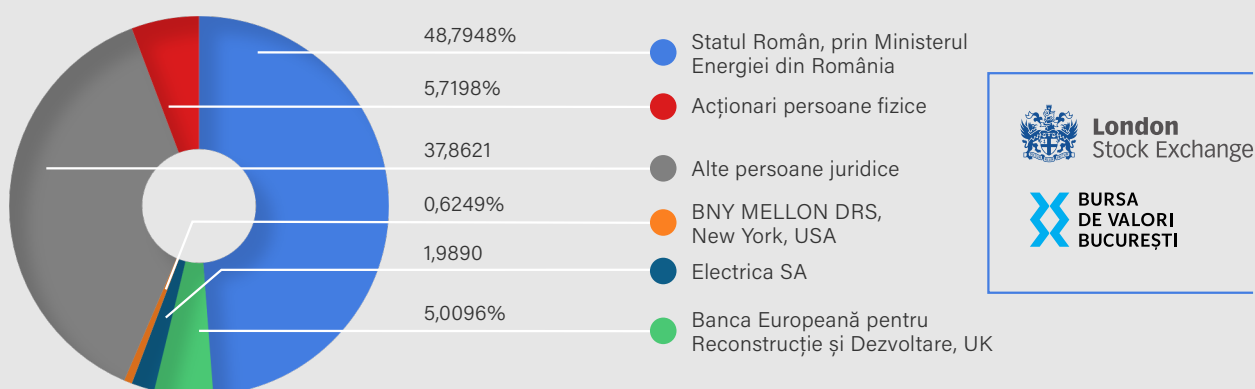 48,7948%
Statul Român, prin Ministerul
Energiei din România
5,7198%
Acționari persoane fizice
37,8621
Alte persoane juridice
0,6249%
BNY MELLON DRS,
New York, USA
1,9890
Electrica SA
5,0096%
Banca Europeană pentru
Reconstrucție și Dezvoltare, UK
London
Stock Exchange
BURSA
DE VALORI
BUCUREȘTI